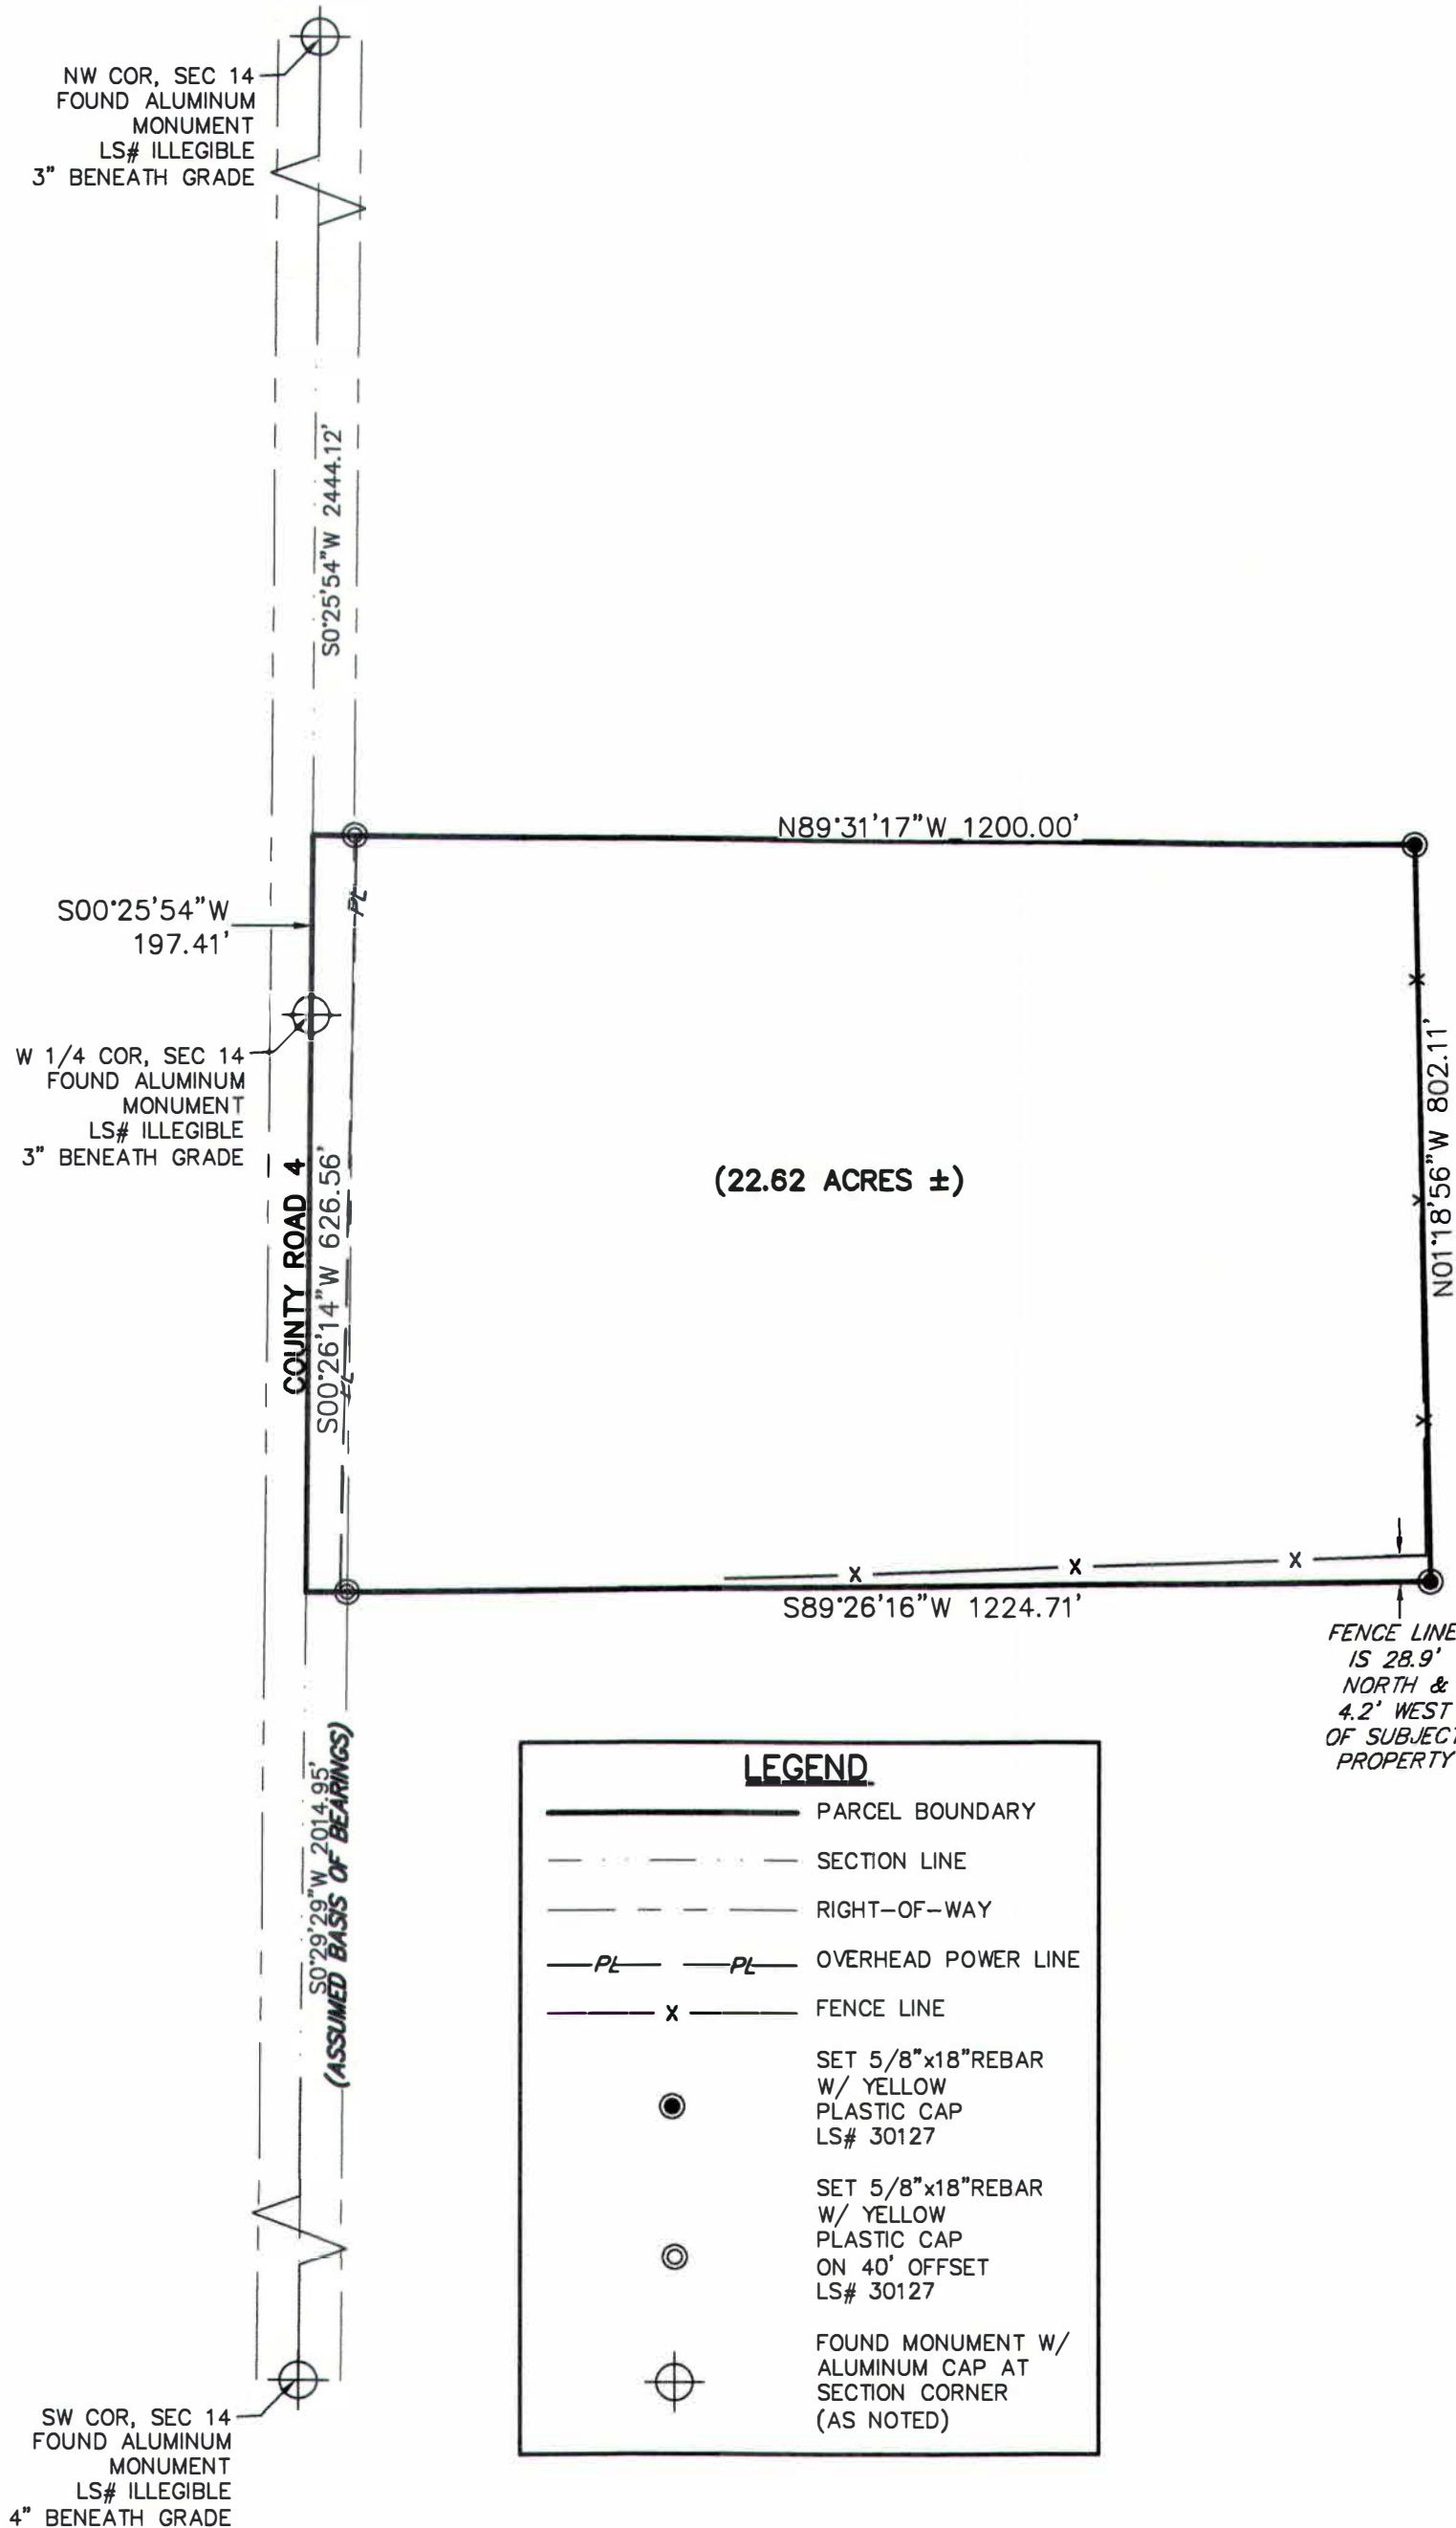 NW COR, SEC 14
FOUND ALUMINUM
MONUMENT
LS# ILLEGIBLE
3" BENEATH GRADE
S0°25'54"W 2444.12'
N89°31'17"W 1200.00'
S00°25'54"W
197.41'
PL
W 1/4 COR, SEC 14
FOUND ALUMINUM
MONUMENT
LS# ILLEGIBLE
3" BENEATH GRADE
COUNTY ROAD 4
S00°26'14"W 626.56'
PL
(22.62 ACRES ±)
X
X
X
N01°18'56"W 802.11'
X
X
X
S89°26'16"W 1224.71'
FENCE LINE
IS 28.9'
NORTH &
4.2' WEST
OF SUBJECT
PROPERTY
S0°29'29"W 2014.95'
(ASSUMED BASIS OF BEARINGS)
LEGEND
PARCEL BOUNDARY
SECTION LINE
RIGHT-OF-WAY
PL PL OVERHEAD POWER LINE
X FENCE LINE
SET 5/8"x18"REBAR
W/ YELLOW
PLASTIC CAP
LS# 30127
SET 5/8"x18"REBAR
W/ YELLOW
PLASTIC CAP
ON 40' OFFSET
LS# 30127
FOUND MONUMENT W/
ALUMINUM CAP AT
SECTION CORNER
(AS NOTED)
SW COR, SEC 14
FOUND ALUMINUM
MONUMENT
LS# ILLEGIBLE
4" BENEATH GRADE